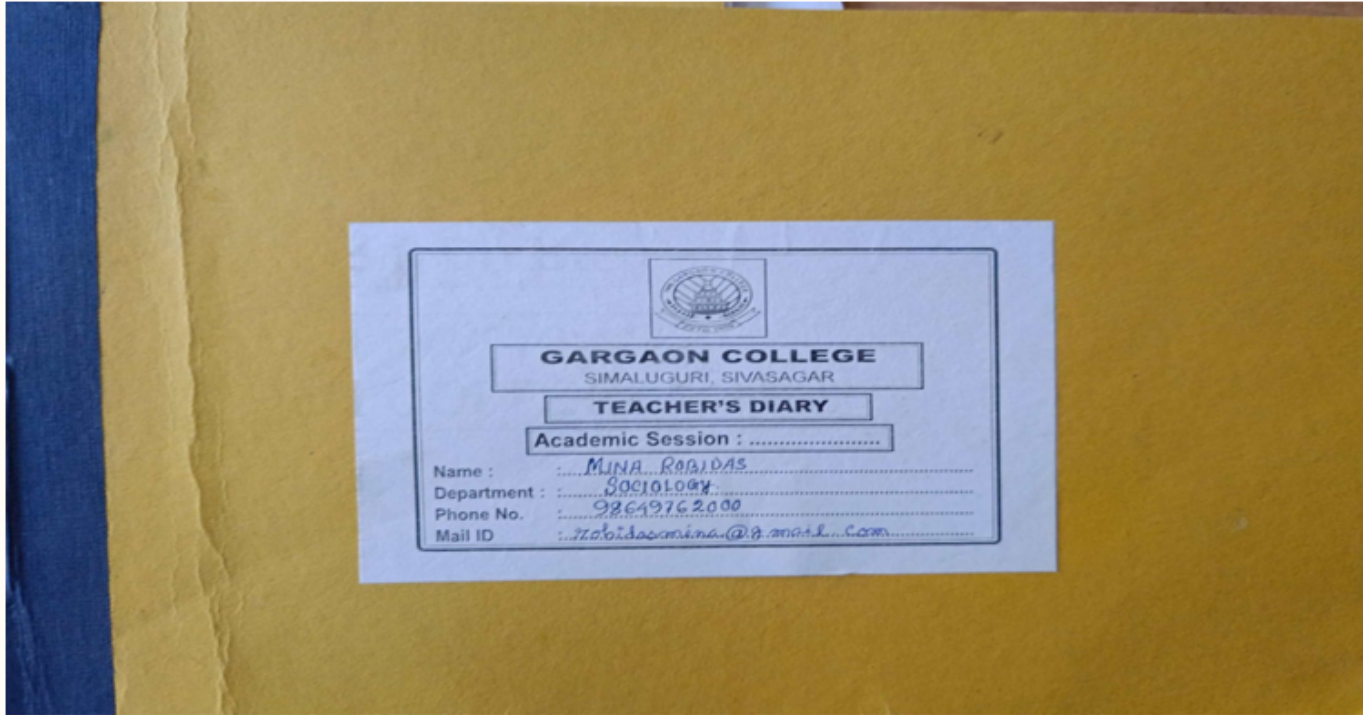 GARGAON COLLEGE
SIMALUGURI, SIVASAGAR
TEACHER'S DIARY
Academic Session : ......................
Name : : MINA ROBIDAS
Department : : SOCIOLOGY
Phone No. : 98649762000
Mail ID : robidasmina@gmail.com